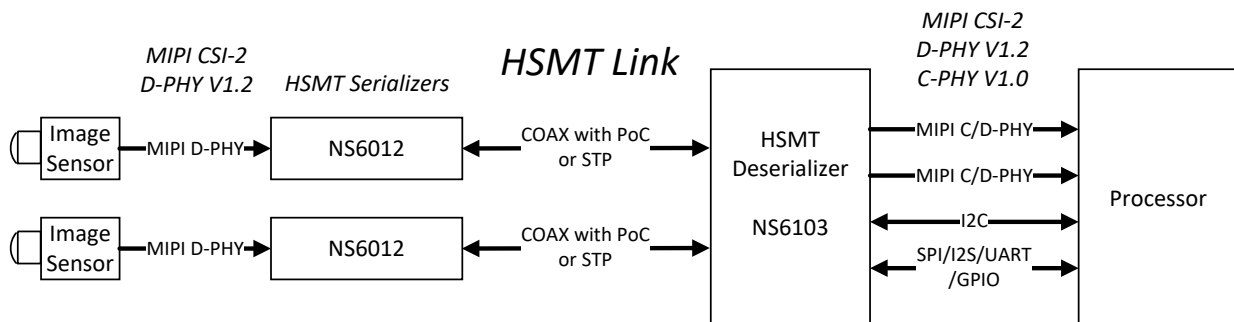 MIPI CSI-2
D-PHY V1.2
HSMT Serializers
HSMT Link
MIPI CSI-2
D-PHY V1.2
C-PHY V1.0
Image
Sensor
MIPI D-PHY
NS6012
COAX with PoC
or STP
Image
Sensor
MIPI D-PHY
NS6012
COAX with PoC
or STP
HSMT
Deserializer
NS6103
MIPI C/D-PHY
MIPI C/D-PHY
I2C
SPI/I2S/UART
/GPIO
Processor